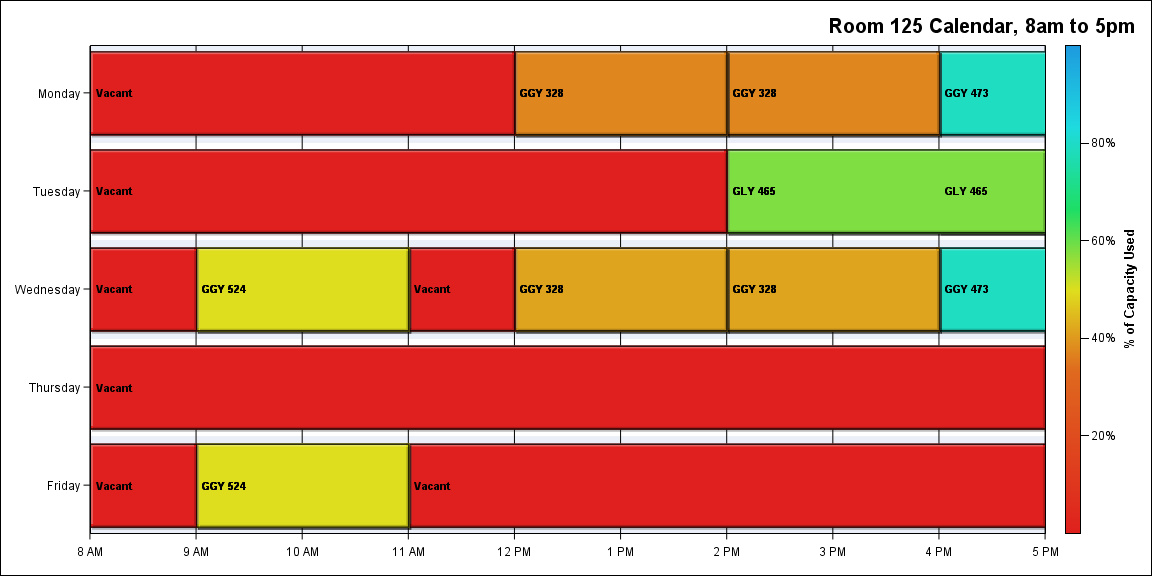 Room 125 Calendar, 8am to 5pm
Monday
Vacant
GGY 328
GGY 328
GGY 473
Tuesday
Vacant
GLY 465
GLY 465
Wednesday
Vacant
GGY 524
Vacant
GGY 328
GGY 328
GGY 473
Thursday
Vacant
Friday
Vacant
GGY 524
Vacant
8 AM
9 AM
10 AM
11 AM
12 PM
1 PM
2 PM
3 PM
4 PM
5 PM
80%
60%
40%
20%
% of Capacity Used